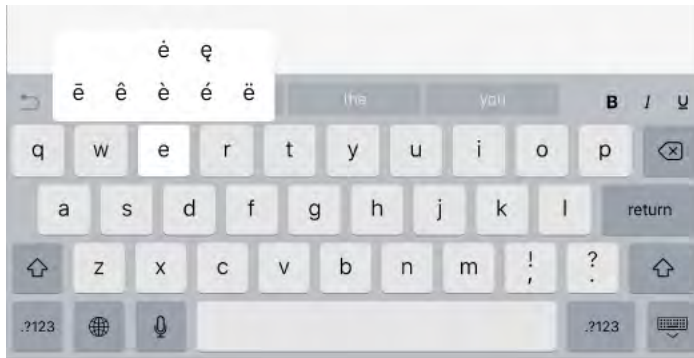 ė ę
ē ê è é ë
the you B I U
q w e r t y u i o p
a s d f g h j k l return
z x c v b n m ! , ? .
.?123 .?123